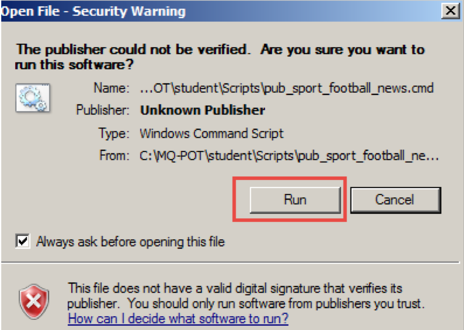 Open File - Security Warning
The publisher could not be verified. Are you sure you want to
run this software?
Name: ...OT\student\Scripts\pub_sport_football_news.cmd
Publisher: Unknown Publisher
Type: Windows Command Script
From: C:\MQ-POT\student\Scripts\pub_sport_football_ne...
Run Cancel
Always ask before opening this file
This file does not have a valid digital signature that verifies its
publisher. You should only run software from publishers you trust.
How can I decide what software to run?